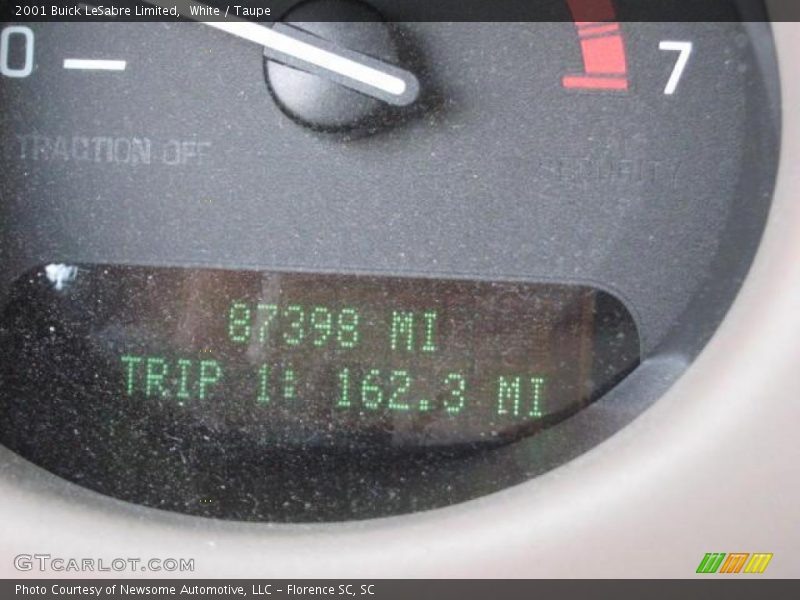 2001 Buick LeSabre Limited, White / Taupe
0 7
TRACTION OFF
SECURITY
87398 MI
TRIP 1: 162.3 MI
GTCARLOT.COM
Photo Courtesy of Newsome Automotive, LLC - Florence SC, SC